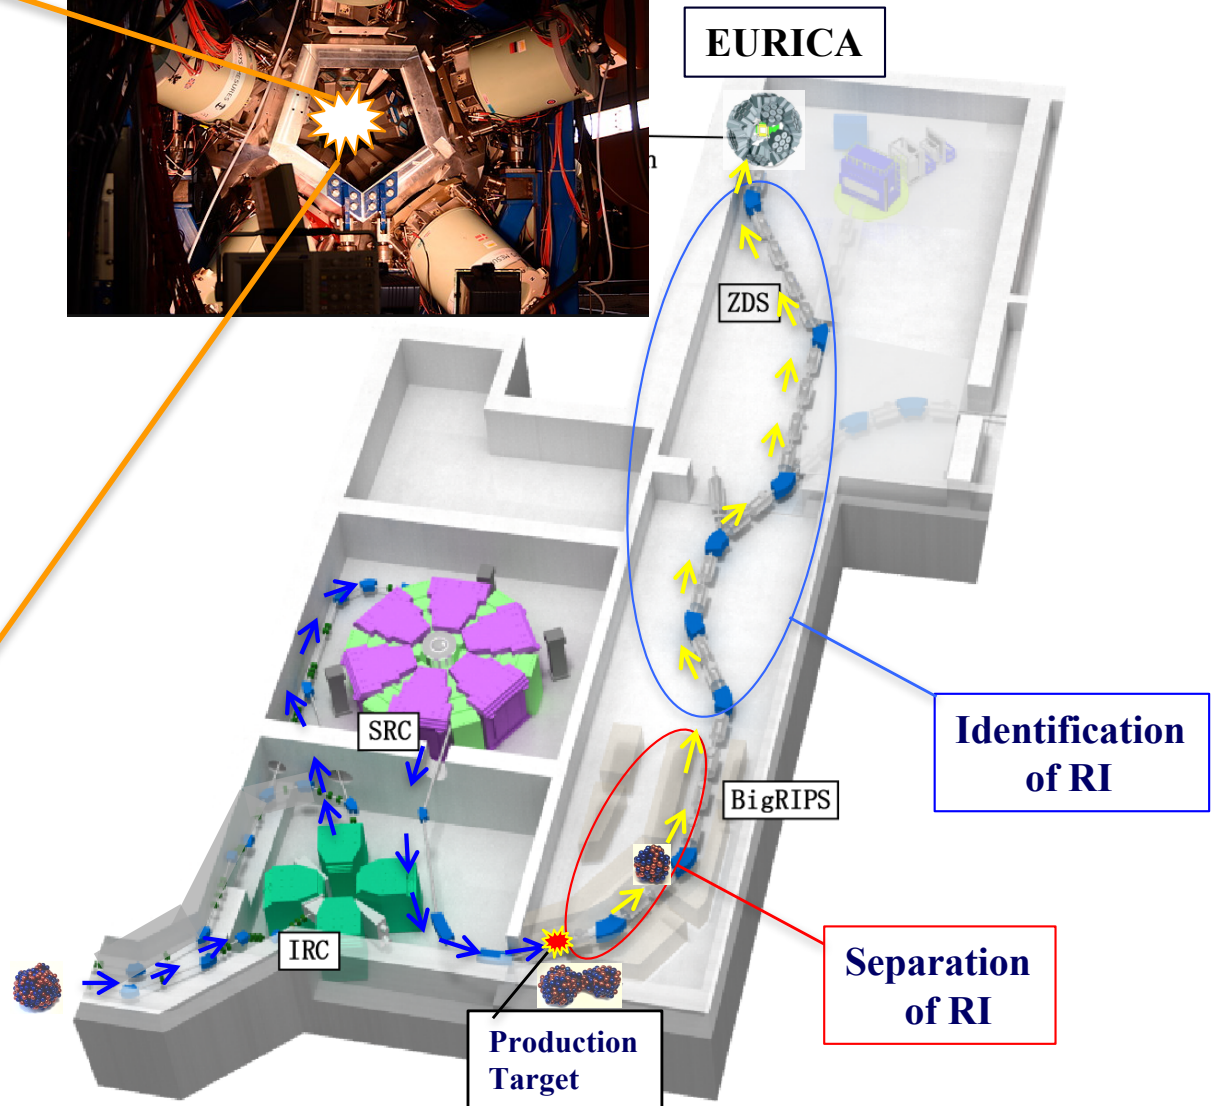 EURICA
n
ZDS
SRC
Identification
of RI
BigRIPS
IRC
Separation
of RI
Production
Target